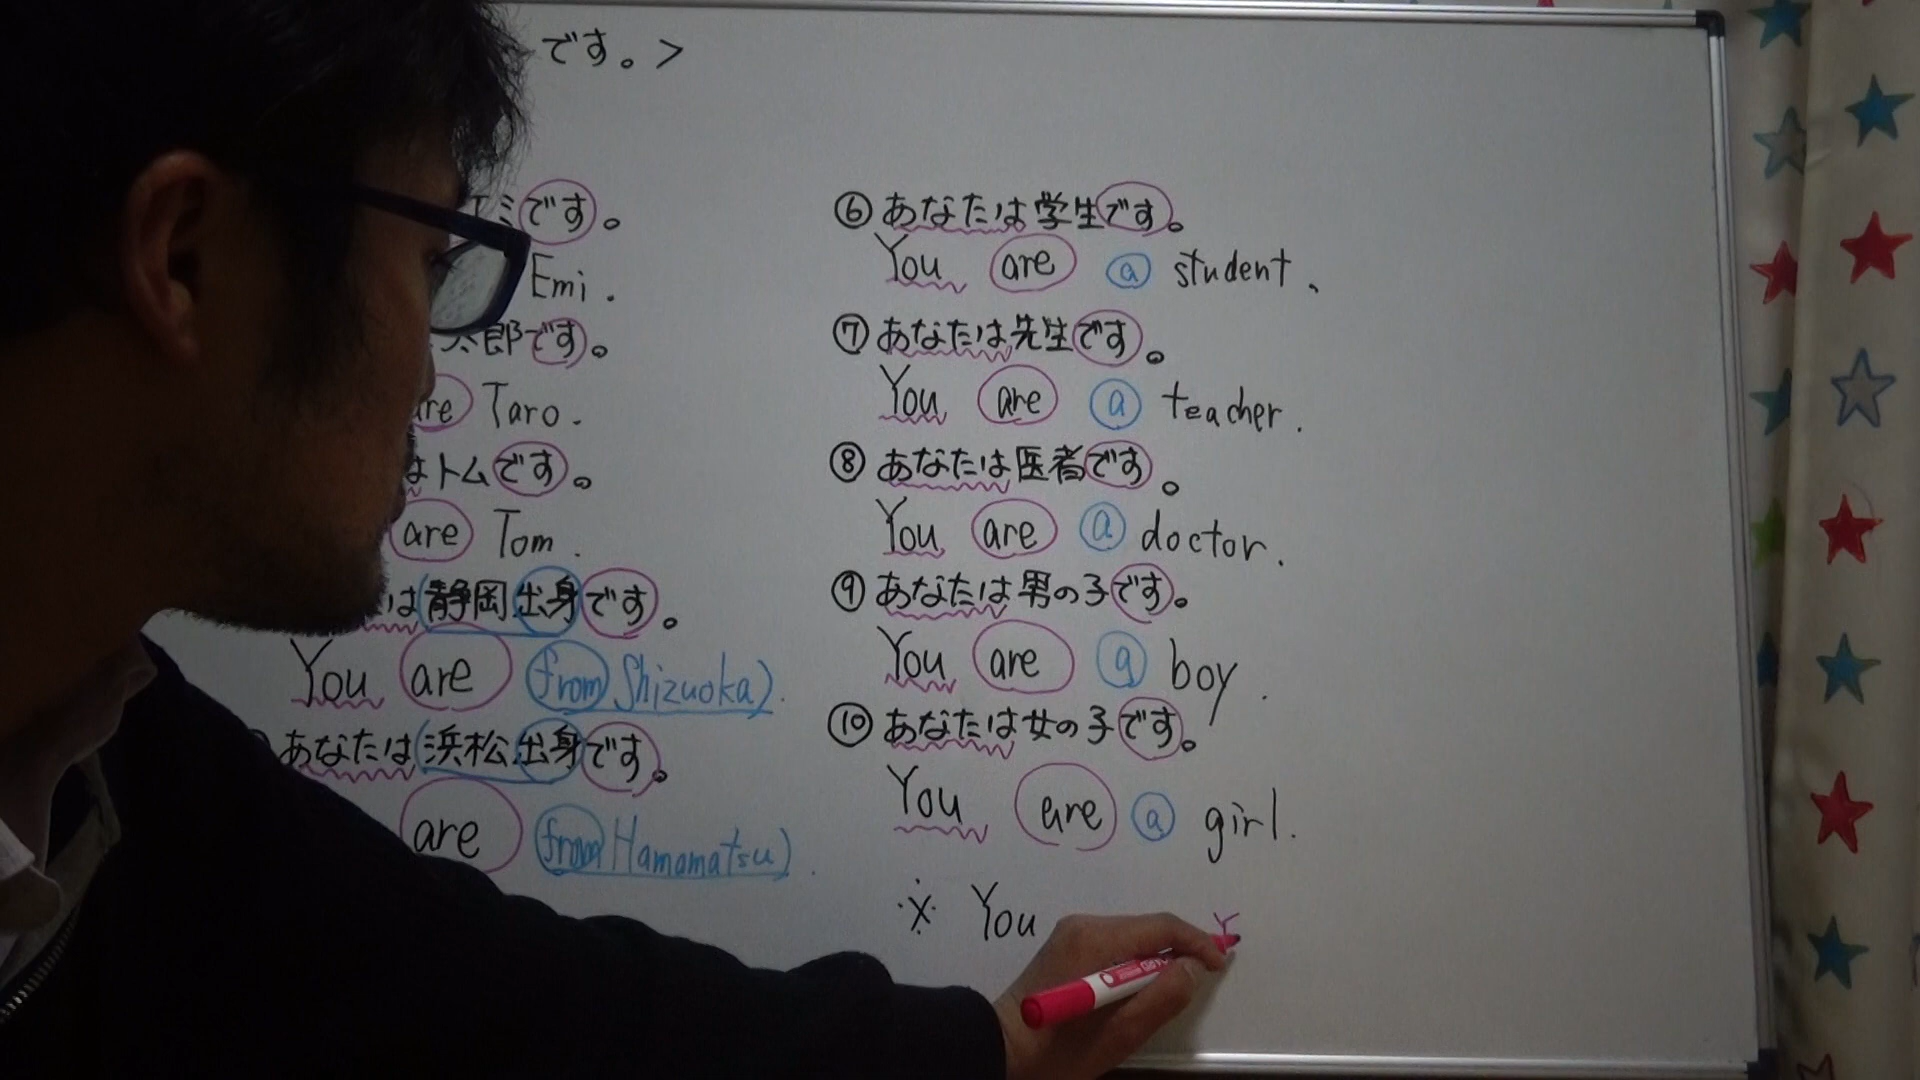 です。>
エミです。
Emi.
太郎です。
are Taro.
はトムです。
are Tom.
は(静岡出身)です。
You are (from Shizuoka).
あなたは(浜松出身)です。
are (from Hamamatsu).
⑥ あなたは学生です。
You are a student.
⑦ あなたは先生です。
You are a teacher.
⑧ あなたは医者です。
You are a doctor.
⑨ あなたは男の子です。
You are a boy.
⑩ あなたは女の子です。
You are a girl.
※ You